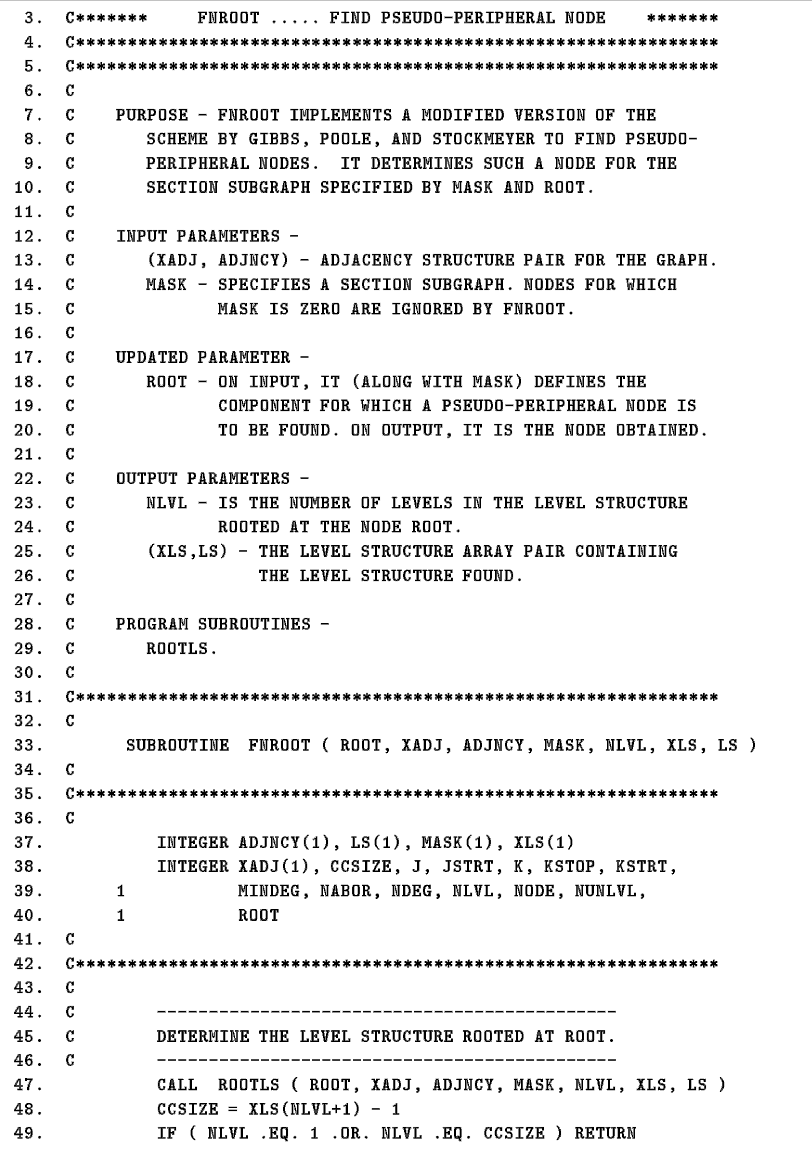 3. C*******      FNROOT ..... FIND PSEUDO-PERIPHERAL NODE    *******
4. C***************************************************************
5. C***************************************************************
6. C
7. C    PURPOSE - FNROOT IMPLEMENTS A MODIFIED VERSION OF THE
8. C       SCHEME BY GIBBS, POOLE, AND STOCKMEYER TO FIND PSEUDO-
9. C       PERIPHERAL NODES.  IT DETERMINES SUCH A NODE FOR THE
10. C       SECTION SUBGRAPH SPECIFIED BY MASK AND ROOT.
11. C
12. C    INPUT PARAMETERS -
13. C       (XADJ, ADJNCY) - ADJACENCY STRUCTURE PAIR FOR THE GRAPH.
14. C       MASK - SPECIFIES A SECTION SUBGRAPH. NODES FOR WHICH
15. C              MASK IS ZERO ARE IGNORED BY FNROOT.
16. C
17. C    UPDATED PARAMETER -
18. C       ROOT - ON INPUT, IT (ALONG WITH MASK) DEFINES THE
19. C              COMPONENT FOR WHICH A PSEUDO-PERIPHERAL NODE IS
20. C              TO BE FOUND. ON OUTPUT, IT IS THE NODE OBTAINED.
21. C
22. C    OUTPUT PARAMETERS -
23. C       NLVL - IS THE NUMBER OF LEVELS IN THE LEVEL STRUCTURE
24. C              ROOTED AT THE NODE ROOT.
25. C       (XLS,LS) - THE LEVEL STRUCTURE ARRAY PAIR CONTAINING
26. C                  THE LEVEL STRUCTURE FOUND.
27. C
28. C    PROGRAM SUBROUTINES -
29. C       ROOTLS.
30. C
31. C***************************************************************
32. C
33.       SUBROUTINE  FNROOT ( ROOT, XADJ, ADJNCY, MASK, NLVL, XLS, LS )
34. C
35. C***************************************************************
36. C
37.          INTEGER ADJNCY(1), LS(1), MASK(1), XLS(1)
38.          INTEGER XADJ(1), CCSIZE, J, JSTRT, K, KSTOP, KSTRT,
39.      1           MINDEG, NABOR, NDEG, NLVL, NODE, NUNLVL,
40.      1           ROOT
41. C
42. C***************************************************************
43. C
44. C        ---------------------------------------------
45. C        DETERMINE THE LEVEL STRUCTURE ROOTED AT ROOT.
46. C        ---------------------------------------------
47.          CALL  ROOTLS ( ROOT, XADJ, ADJNCY, MASK, NLVL, XLS, LS )
48.          CCSIZE = XLS(NLVL+1) - 1
49.          IF ( NLVL .EQ. 1 .OR. NLVL .EQ. CCSIZE ) RETURN